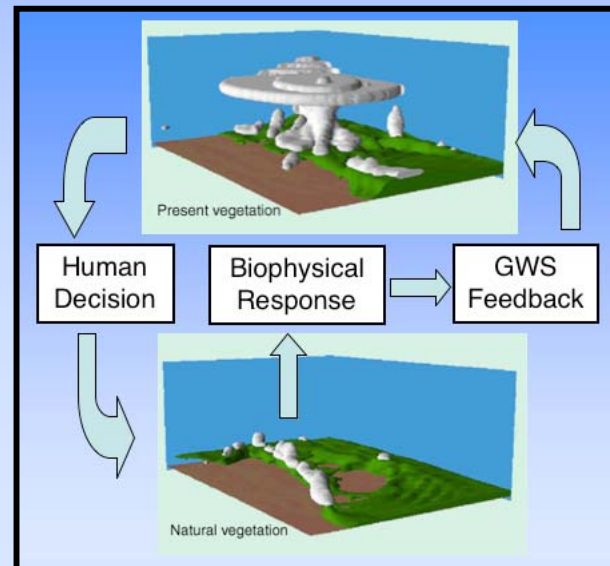 Present vegetation
Human
Decision
Biophysical
Response
GWS
Feedback
Natural vegetation